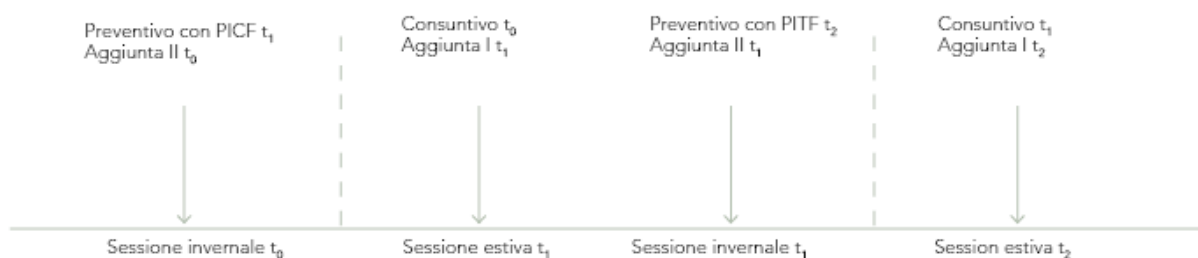 Preventivo con PICF t₁
Aggiunta II t₀
Consuntivo t₀
Aggiunta I t₁
Preventivo con PITF t₂
Aggiunta II t₁
Consuntivo t₁
Aggiunta I t₂
Sessione invernale t₀
Sessione estiva t₁
Sessione invernale t₁
Session estiva t₂